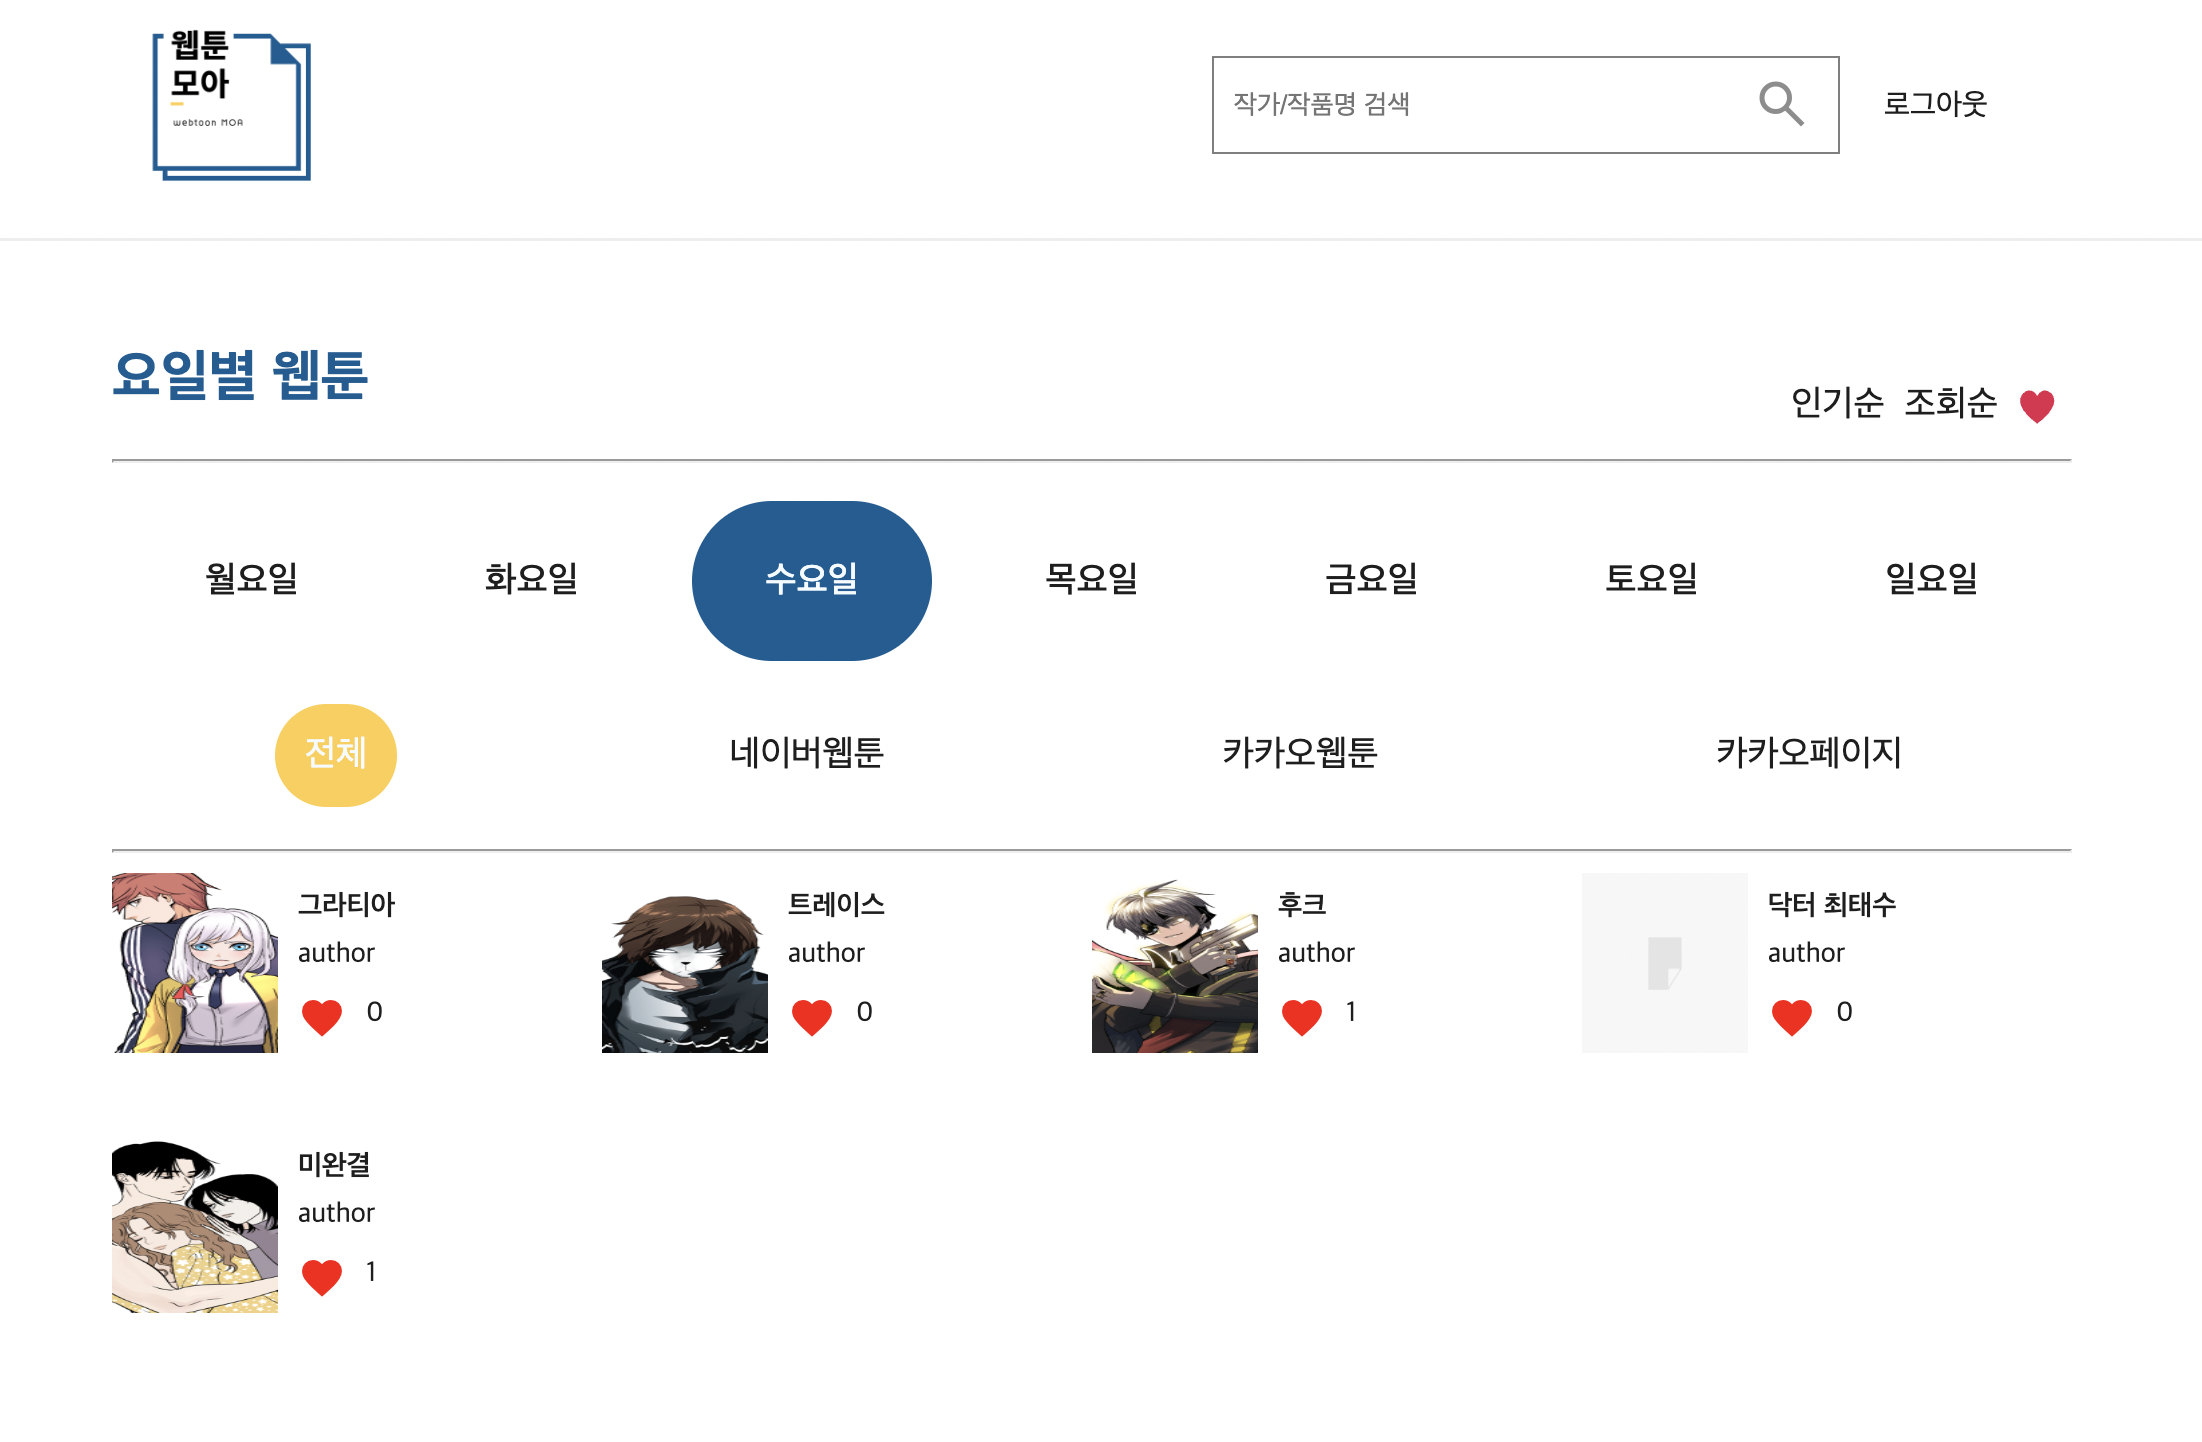 웹툰
모아
webtoon MOA
작가/작품명 검색
로그아웃
요일별 웹툰
인기순 조회순
월요일 화요일 수요일 목요일 금요일 토요일 일요일
전체 네이버웹툰 카카오웹툰 카카오페이지
그라티아
author
0
트레이스
author
0
후크
author
1
닥터 최태수
author
0
미완결
author
1